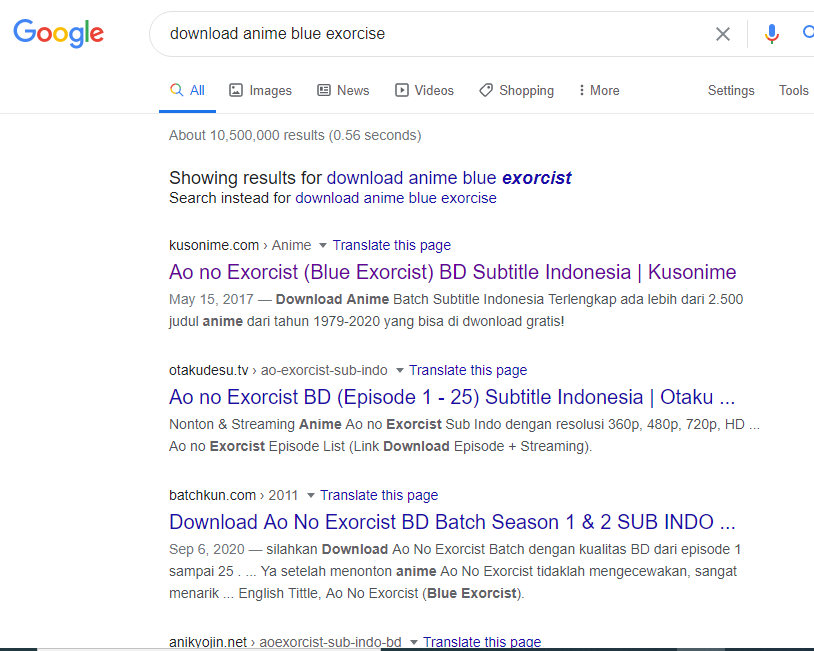 Google
download anime blue exorcise
All Images News Videos Shopping More Settings Tools
About 10,500,000 results (0.56 seconds)
Showing results for download anime blue exorcist
Search instead for download anime blue exorcise
kusonime.com › Anime Translate this page
Ao no Exorcist (Blue Exorcist) BD Subtitle Indonesia | Kusonime
May 15, 2017 — Download Anime Batch Subtitle Indonesia Terlengkap ada lebih dari 2.500
judul anime dari tahun 1979-2020 yang bisa di dwonload gratis!
otakudesu.tv › ao-exorcist-sub-indo Translate this page
Ao no Exorcist BD (Episode 1 - 25) Subtitle Indonesia | Otaku ...
Nonton & Streaming Anime Ao no Exorcist Sub Indo dengan resolusi 360p, 480p, 720p, HD ...
Ao no Exorcist Episode List (Link Download Episode + Streaming).
batchkun.com › 2011 Translate this page
Download Ao No Exorcist BD Batch Season 1 & 2 SUB INDO ...
Sep 6, 2020 — silahkan Download Ao No Exorcist Batch dengan kualitas BD dari episode 1
sampai 25 . ... Ya setelah menonton anime Ao No Exorcist tidaklah mengecewakan, sangat
menarik ... English Tittle, Ao No Exorcist (Blue Exorcist).
anikyojin.net › aoexorcist-sub-indo-bd Translate this page